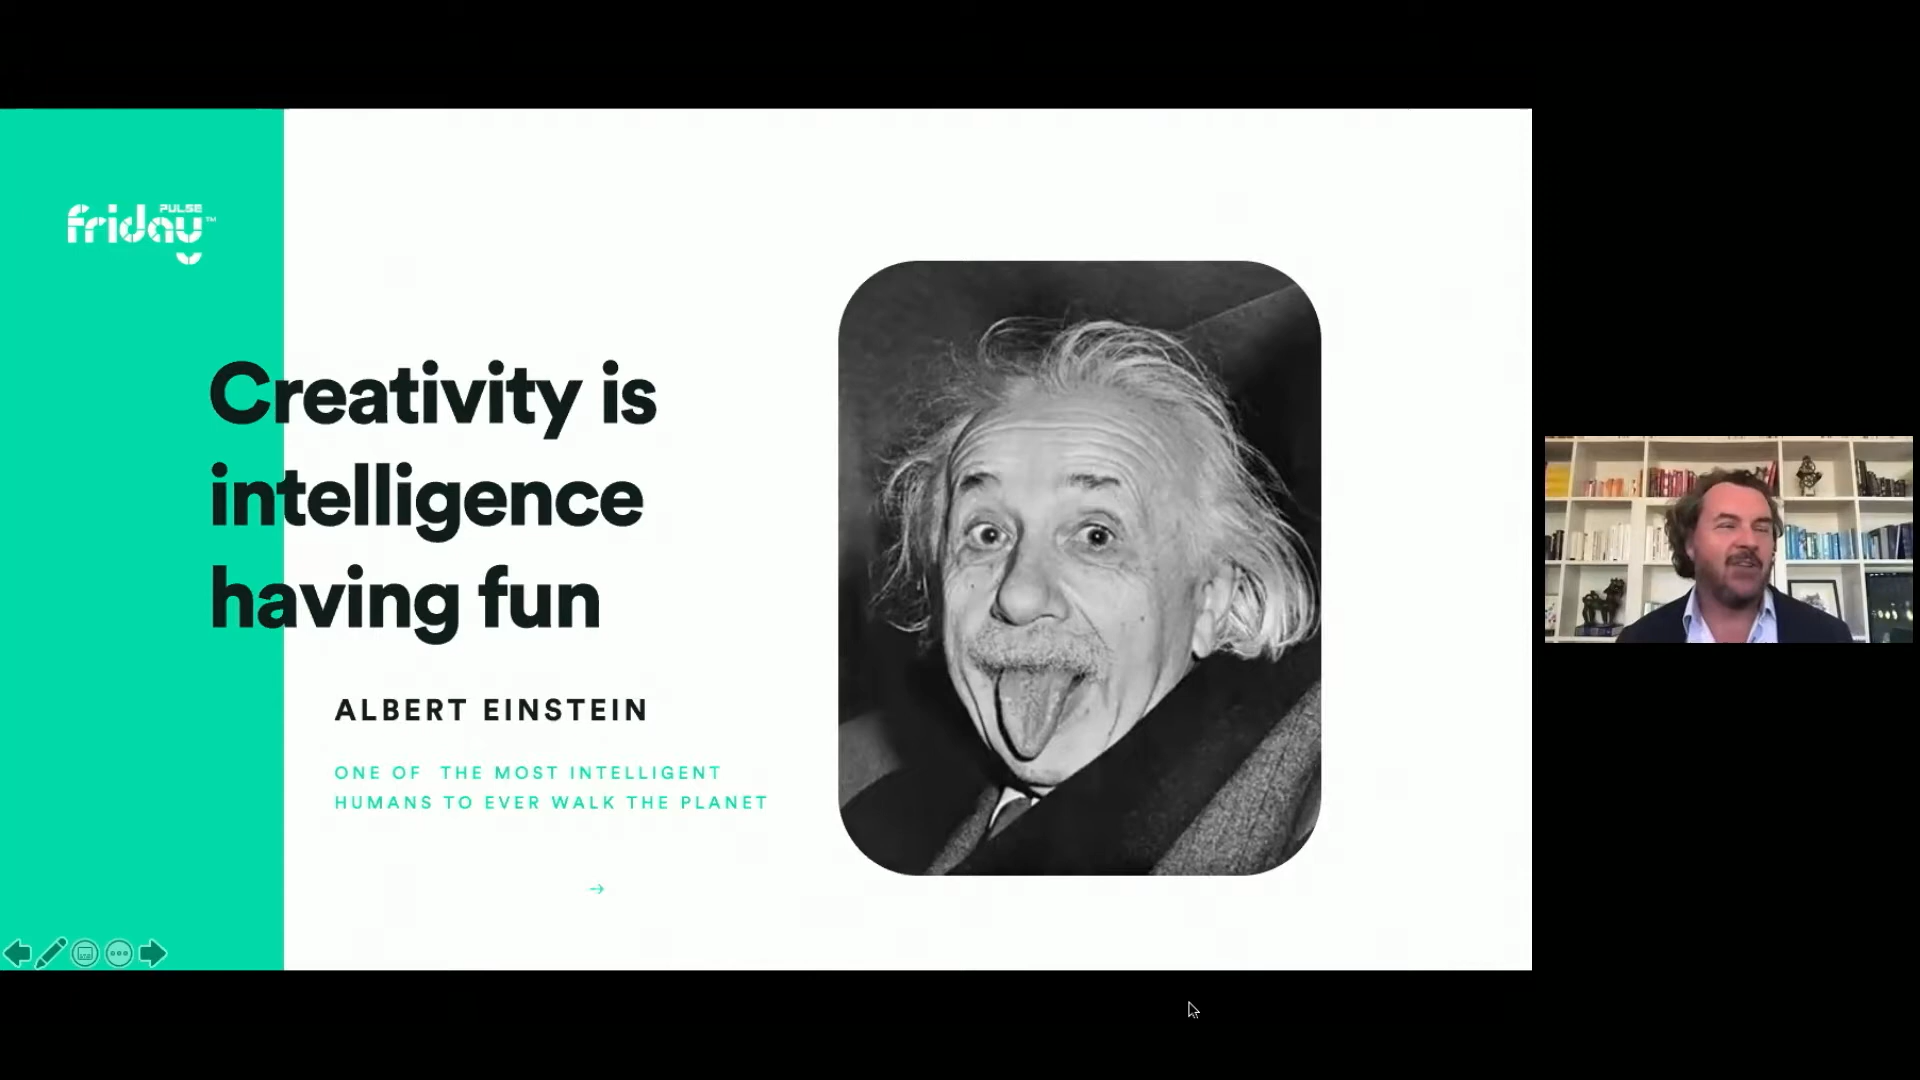 PULSE
friday™
Creativity is
intelligence
having fun
ALBERT EINSTEIN
ONE OF THE MOST INTELLIGENT
HUMANS TO EVER WALK THE PLANET